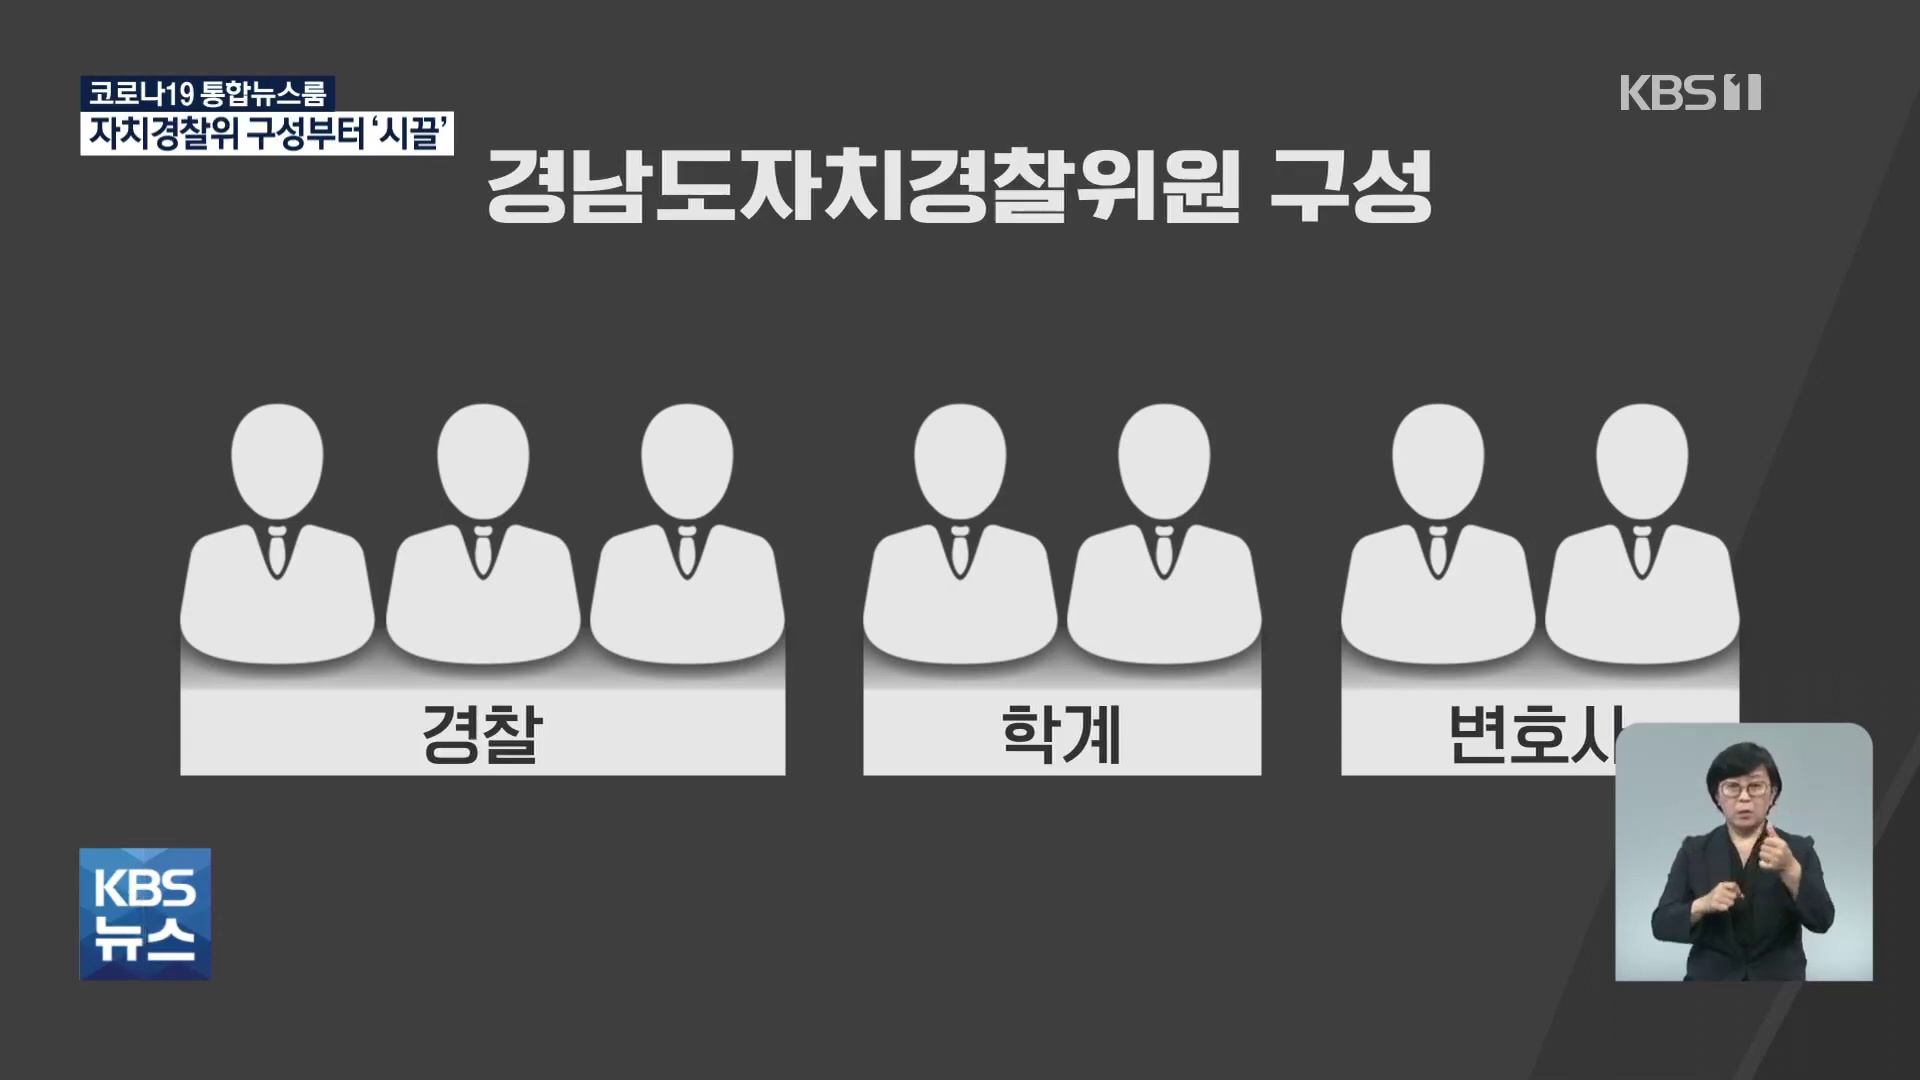 코로나19 통합뉴스룸
자치경찰위 구성부터 ‘시끌’
KBS 1
경남도자치경찰위원 구성
경찰
학계
변호사
KBS
뉴스